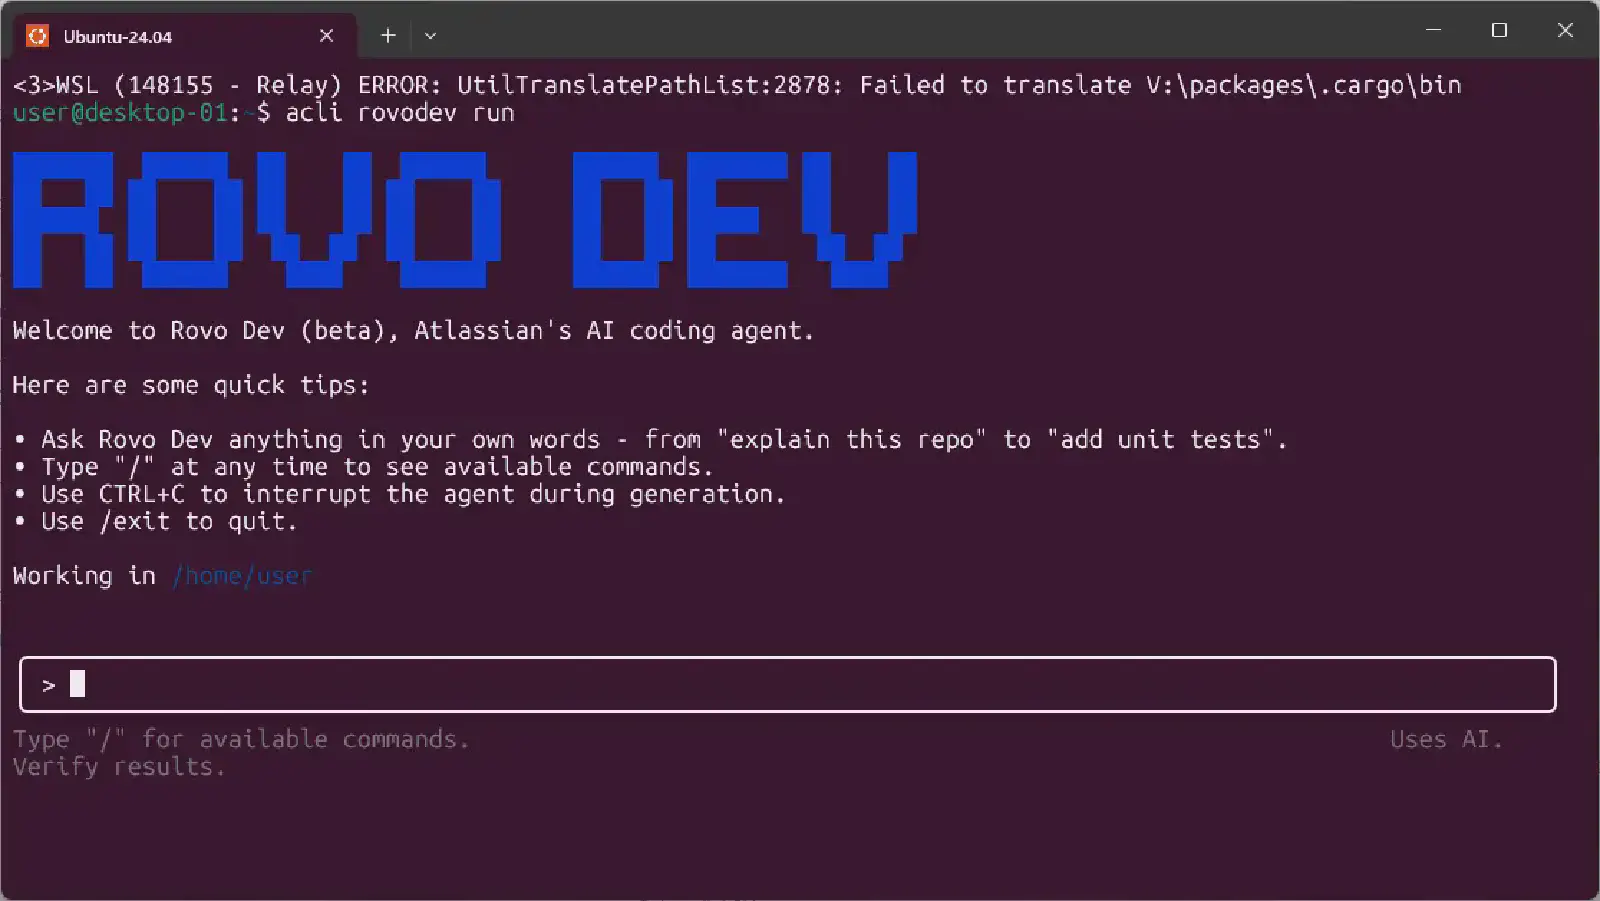 Ubuntu-24.04
<3>WSL (148155 - Relay) ERROR: UtilTranslatePathList:2878: Failed to translate V:\packages\.cargo\bin
user@desktop-01:~$ acli rovodev run
ROVO DEV
Welcome to Rovo Dev (beta), Atlassian's AI coding agent.
Here are some quick tips:
• Ask Rovo Dev anything in your own words - from "explain this repo" to "add unit tests".
• Type "/" at any time to see available commands.
• Use CTRL+C to interrupt the agent during generation.
• Use /exit to quit.
Working in /home/user
>
Type "/" for available commands. Uses AI.
Verify results.